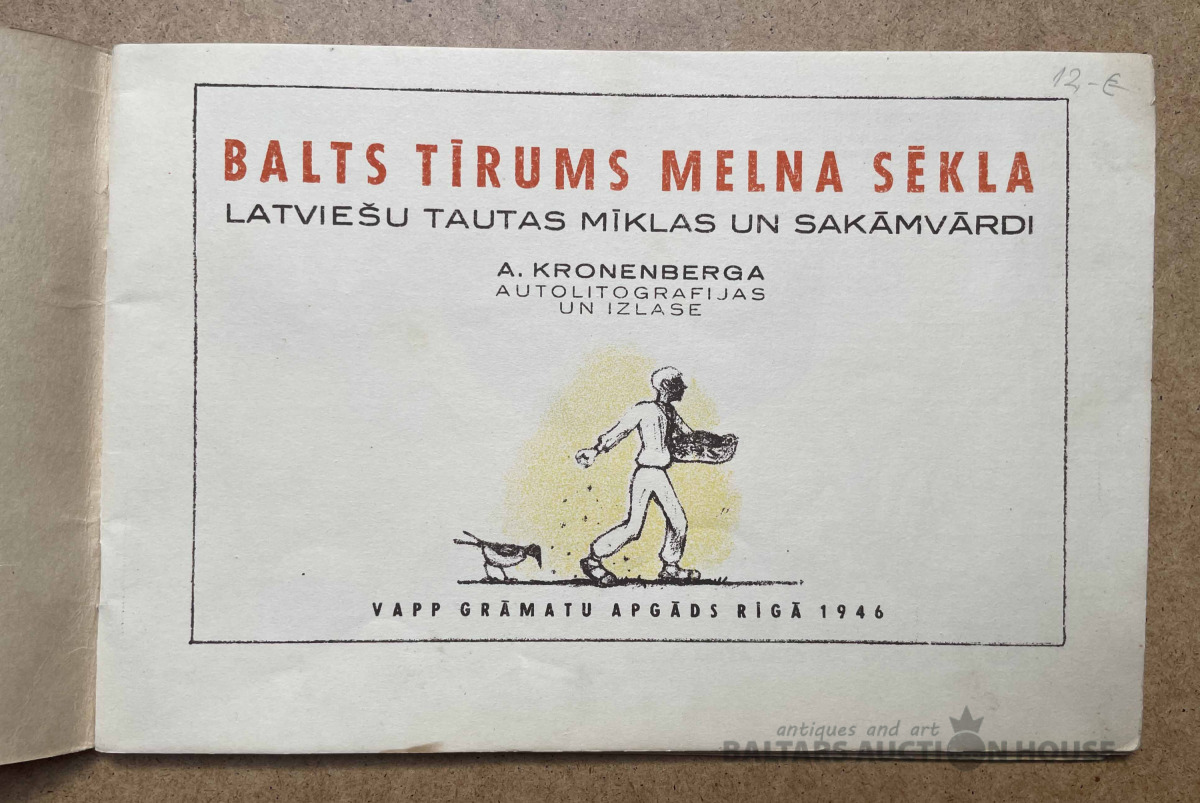 12,-€
BALTS TĪRUMS MELNA SĒKLA
LATVIEŠU TAUTAS MĪKLAS UN SAKĀMVĀRDI
A. KRONENBERGA
AUTOLITOGRAFIJAS
UN IZLASE
VAPP GRĀMATU APGĀDS RĪGĀ 1946
antiques and art
BALTARS AUCTION HOUSE